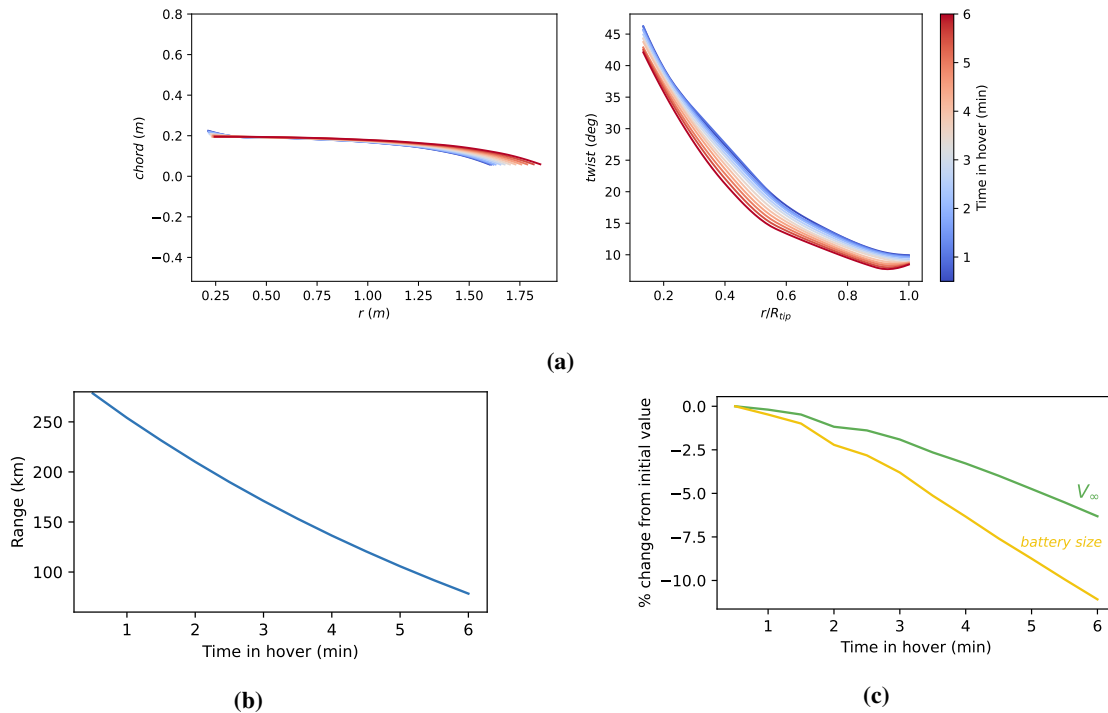 0.8
0.6
0.4
0.2
0.0
−0.2
−0.4
chord (m)
0.25 0.50 0.75 1.00 1.25 1.50 1.75
r (m)
45
40
35
30
25
20
15
10
twist (deg)
0.2 0.4 0.6 0.8 1.0
r/R_tip
6
5
4
3
2
1
Time in hover (min)
(a)
250
200
150
100
Range (km)
1 2 3 4 5 6
Time in hover (min)
(b)
0.0
−2.5
−5.0
−7.5
−10.0
% change from initial value
V∞
battery size
1 2 3 4 5 6
Time in hover (min)
(c)